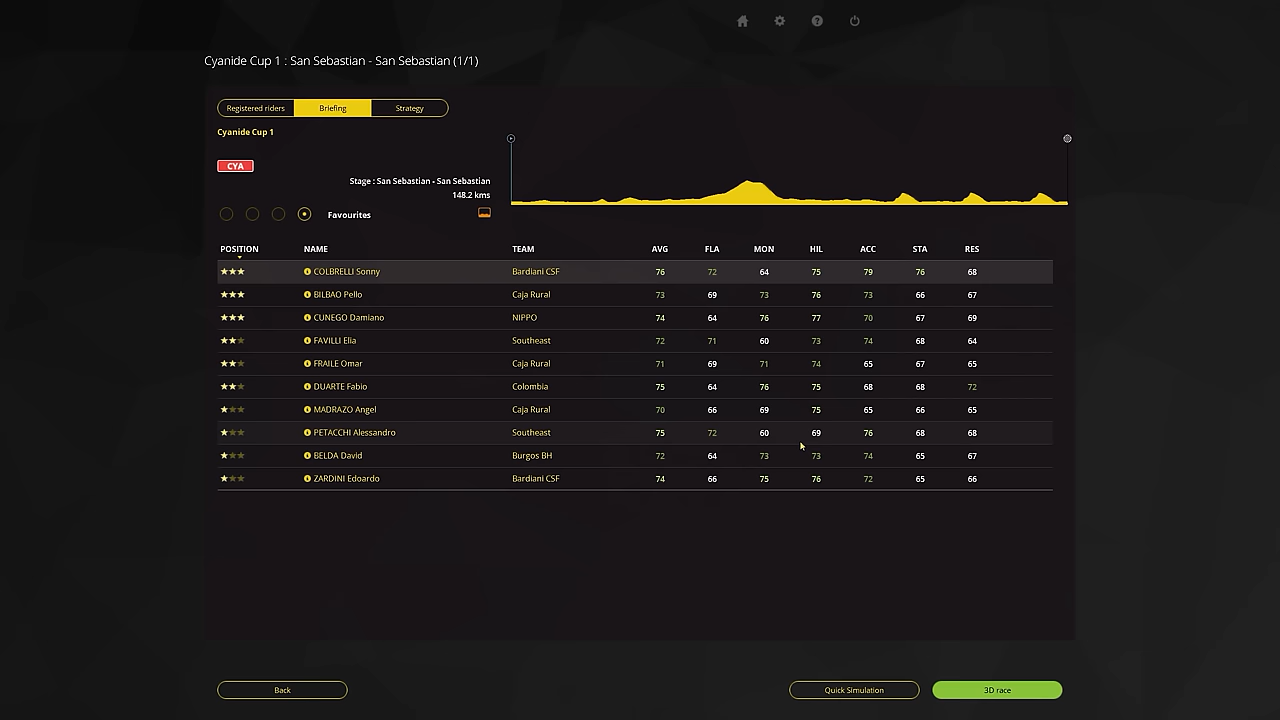 Cyanide Cup 1 : San Sebastian - San Sebastian (1/1)
Registered riders Briefing Strategy
Cyanide Cup 1
CYA
Stage : San Sebastian - San Sebastian
148.2 kms
Favourites
POSITION NAME TEAM AVG FLA MON HIL ACC STA RES
COLBRELLI Sonny Bardiani CSF 76 72 64 75 79 76 68
BILBAO Pello Caja Rural 73 69 73 76 73 66 67
CUNEGO Damiano NIPPO 74 64 76 77 70 67 69
FAVILLI Elia Southeast 72 71 60 73 74 68 64
FRAILE Omar Caja Rural 71 69 71 74 65 67 65
DUARTE Fabio Colombia 75 64 76 75 68 68 72
MADRAZO Angel Caja Rural 70 66 69 75 65 66 65
PETACCHI Alessandro Southeast 75 72 60 69 76 68 68
BELDA David Burgos BH 72 64 73 73 74 65 67
ZARDINI Edoardo Bardiani CSF 74 66 75 76 72 65 66
Back Quick Simulation 3D race